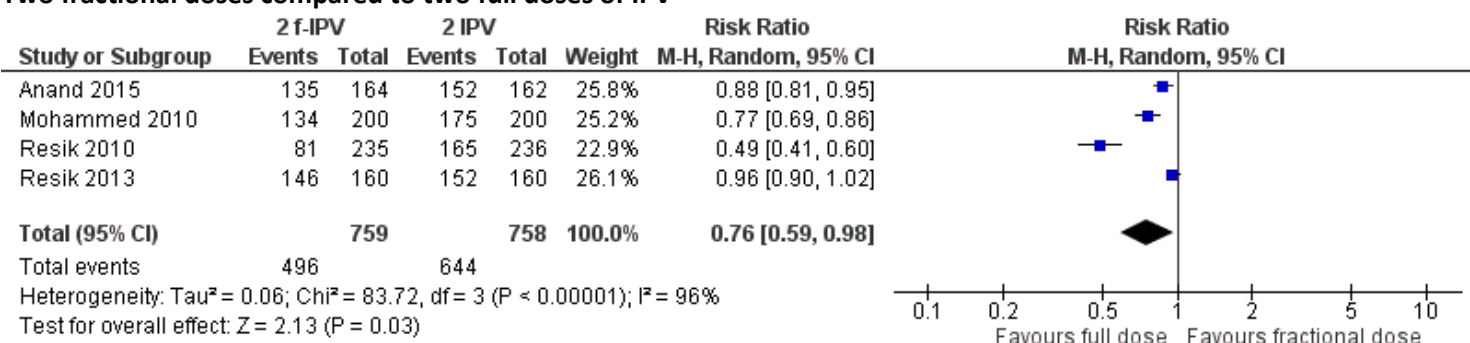 Two fractional doses compared to two full doses of IPV
2 f-IPV 2 IPV Risk Ratio Risk Ratio
Study or Subgroup Events Total Events Total Weight M-H, Random, 95% CI M-H, Random, 95% CI
Anand 2015 135 164 152 162 25.8% 0.88 [0.81, 0.95]
Mohammed 2010 134 200 175 200 25.2% 0.77 [0.69, 0.86]
Resik 2010 81 235 165 236 22.9% 0.49 [0.41, 0.60]
Resik 2013 146 160 152 160 26.1% 0.96 [0.90, 1.02]
Total (95% CI) 759 758 100.0% 0.76 [0.59, 0.98]
Total events 496 644
Heterogeneity: Tau² = 0.06; Chi² = 83.72, df = 3 (P < 0.00001); I² = 96%
Test for overall effect: Z = 2.13 (P = 0.03)
0.1 0.2 0.5 1 2 5 10
Favours full dose Favours fractional dose